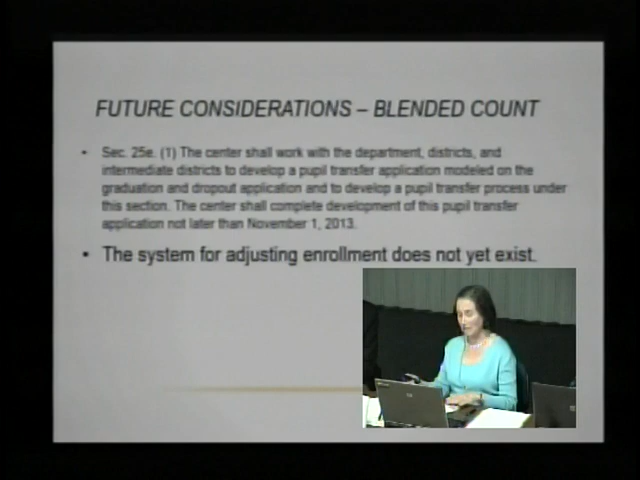 FUTURE CONSIDERATIONS – BLENDED COUNT
• Sec. 25e. (1) The center shall work with the department, districts, and
intermediate districts to develop a pupil transfer application modeled on the
graduation and dropout application and to develop a pupil transfer process under
this section. The center shall complete development of this pupil transfer
application not later than November 1, 2013.
• The system for adjusting enrollment does not yet exist.